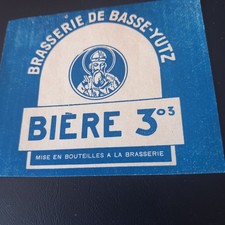 BRASSERIE DE BASSE-YUTZ
BIÈRE 3°3
MISE EN BOUTEILLES A LA BRASSERIE